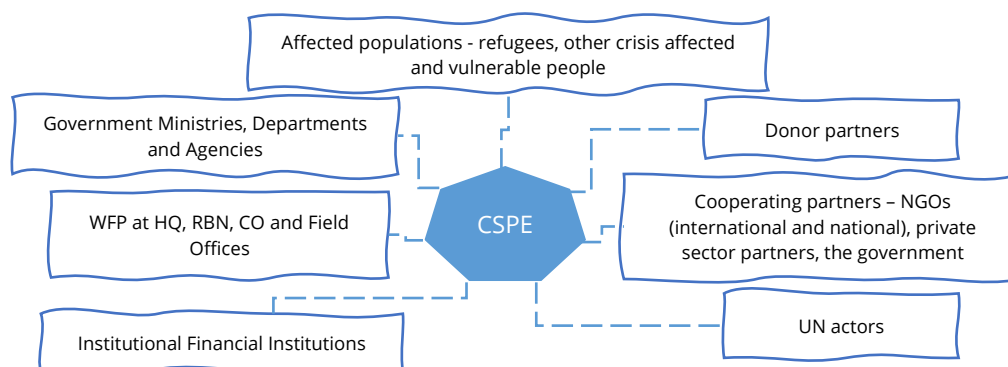 Affected populations - refugees, other crisis affected
and vulnerable people
Government Ministries, Departments
and Agencies
Donor partners
WFP at HQ, RBN, CO and Field
Offices
CSPE
Cooperating partners – NGOs
(international and national), private
sector partners, the government
Institutional Financial Institutions
UN actors